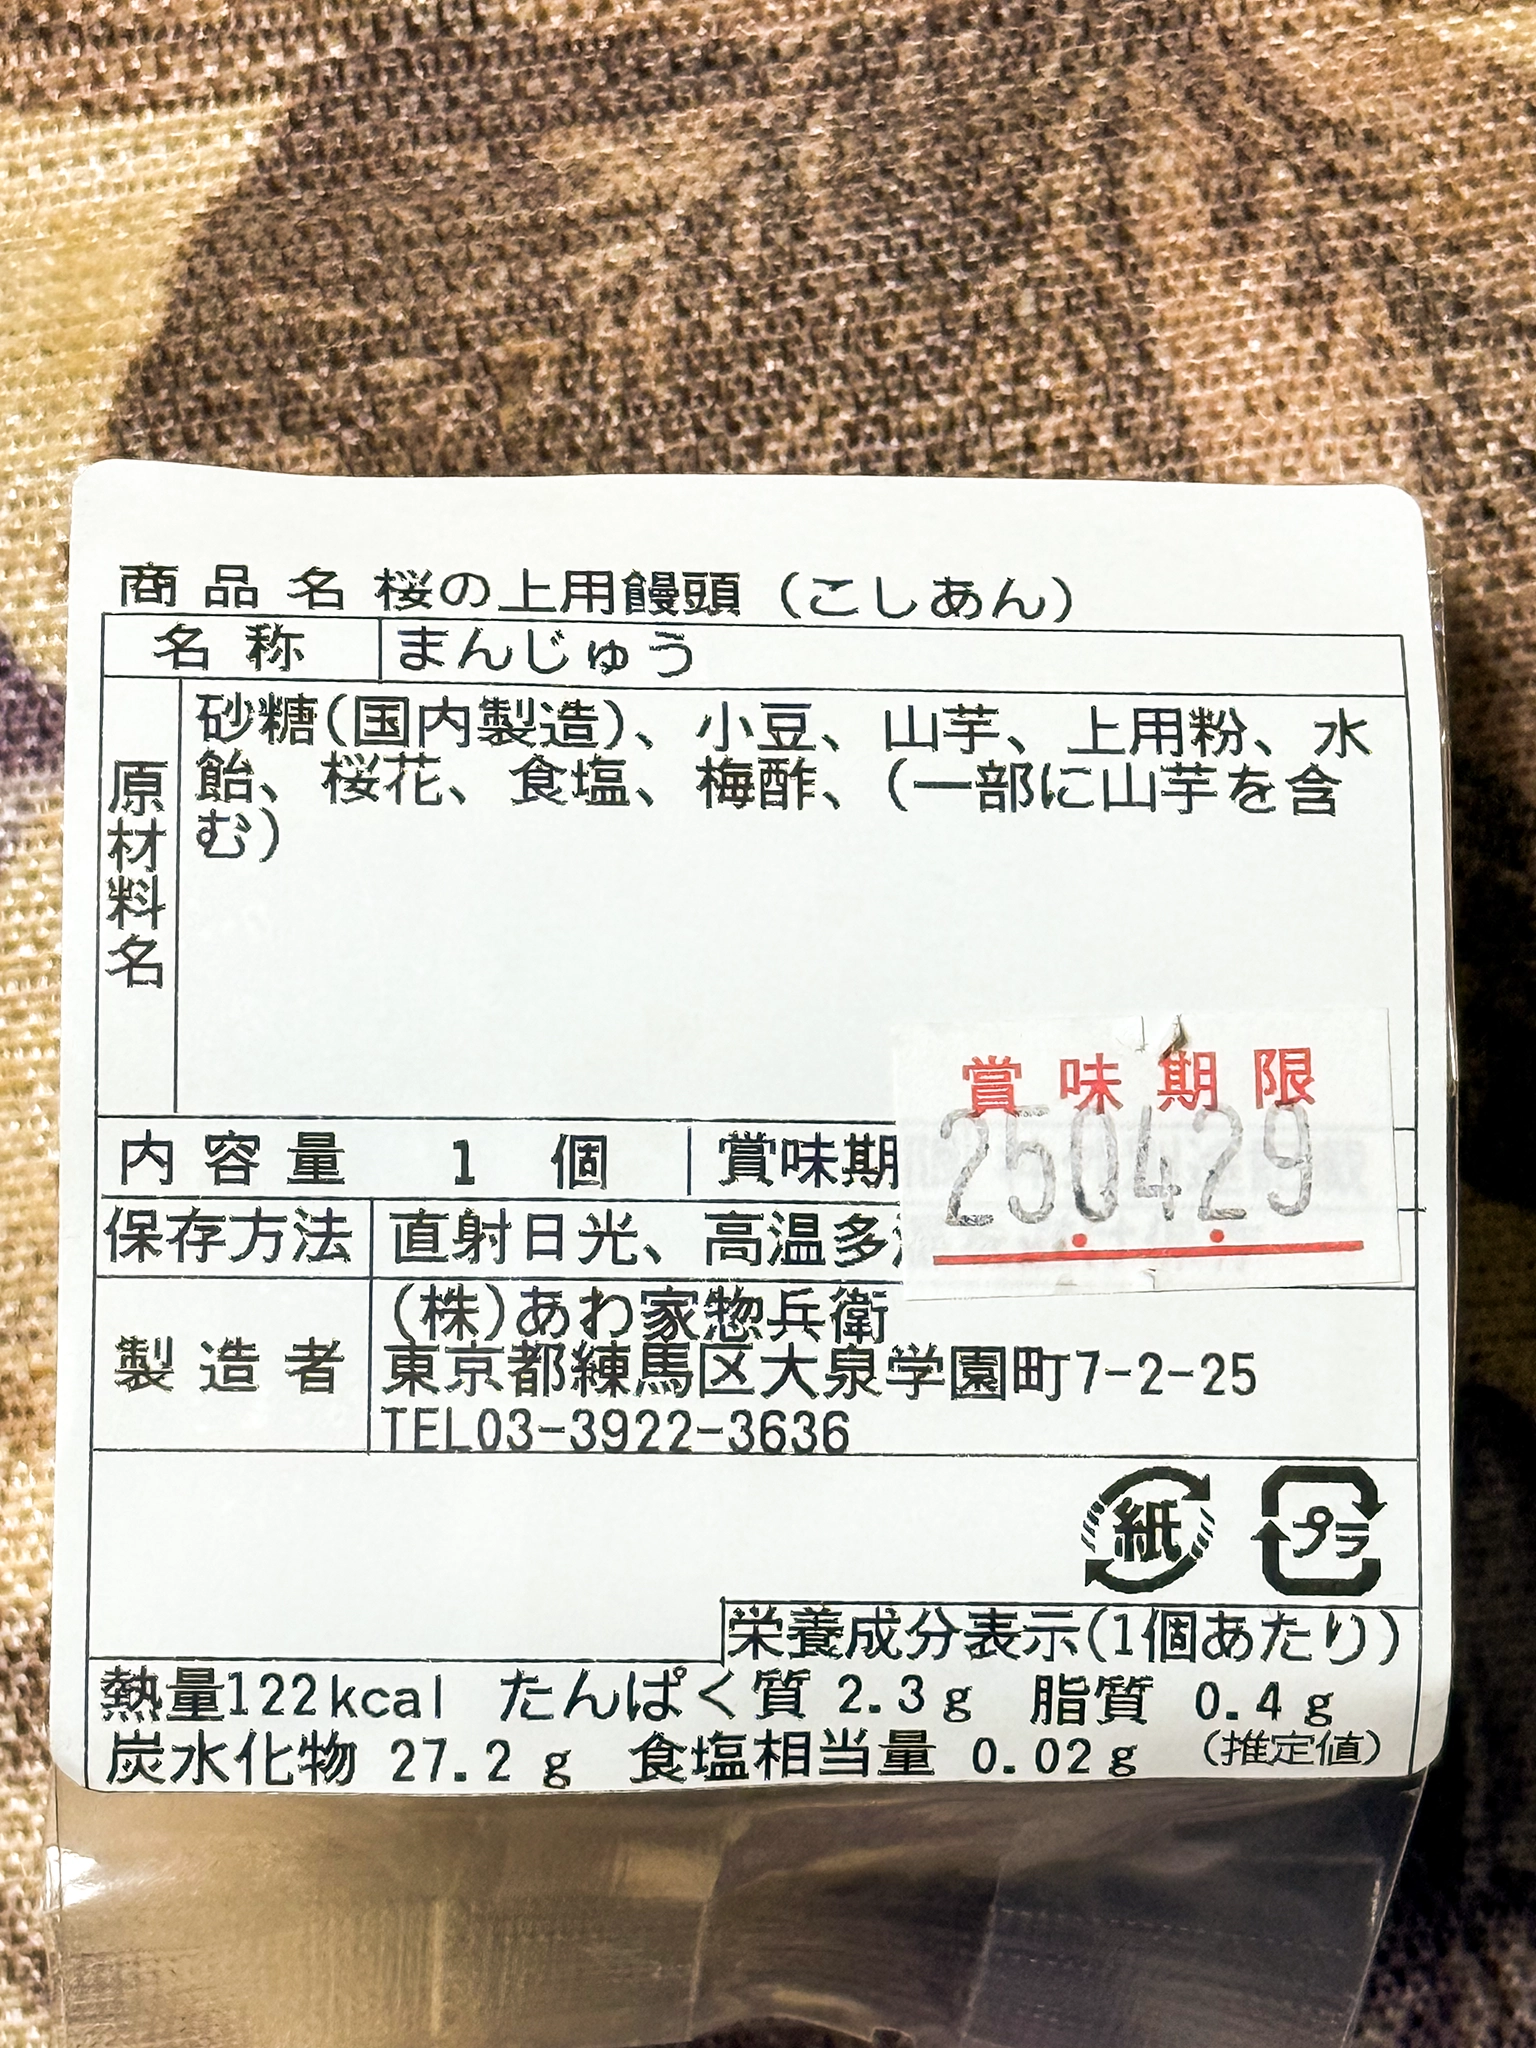 商品名 桜の上用饅頭（こしあん）
名称 まんじゅう
原材料名
砂糖(国内製造)、小豆、山芋、上用粉、水
飴、桜花、食塩、梅酢、(一部に山芋を含
む)
賞味期限
250429
内容量 1個 賞味期
保存方法 直射日光、高温多
製造者
(株)あわ家惣兵衛
東京都練馬区大泉学園町7-2-25
TEL03-3922-3636
紙 プラ
栄養成分表示(1個あたり)
熱量122kcal たんぱく質 2.3g 脂質 0.4g
炭水化物 27.2g 食塩相当量 0.02g (推定値)